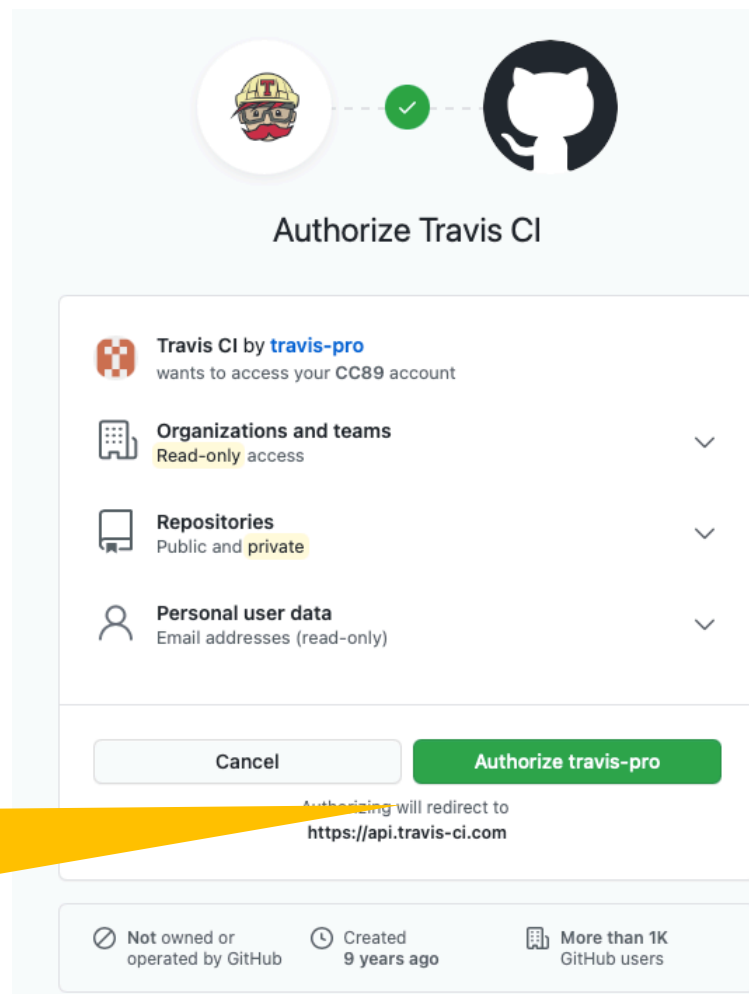 T
Authorize Travis CI
Travis CI by travis-pro
wants to access your CC89 account
Organizations and teams
Read-only access
Repositories
Public and private
Personal user data
Email addresses (read-only)
Cancel
Authorize travis-pro
Authorizing will redirect to
https://api.travis-ci.com
Not owned or
operated by GitHub
Created
9 years ago
More than 1K
GitHub users